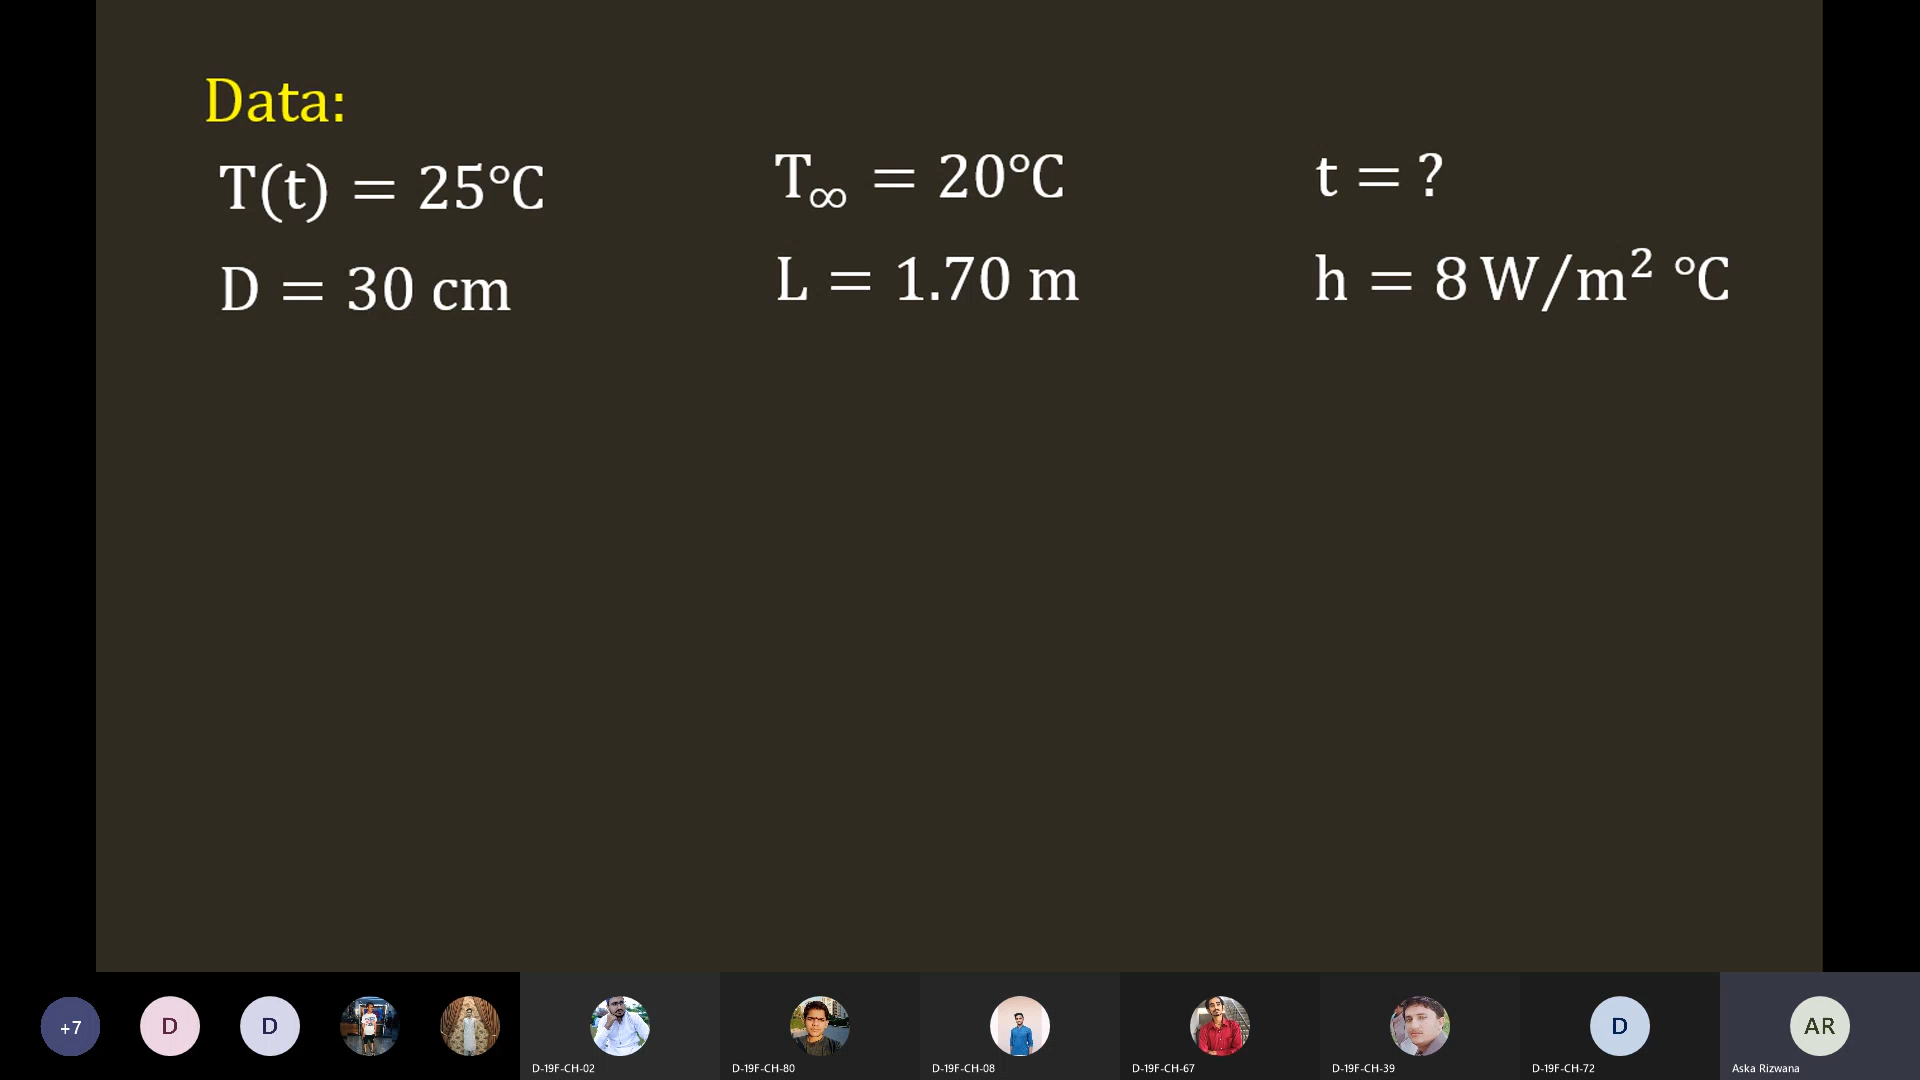 Data:
T(t) = 25°C
T∞ = 20°C
t = ?
D = 30 cm
L = 1.70 m
h = 8 W/m² °C
+7
D
D
D-19F-CH-02
D-19F-CH-80
D-19F-CH-08
D-19F-CH-67
D-19F-CH-39
D
D-19F-CH-72
AR
Aska Rizwana